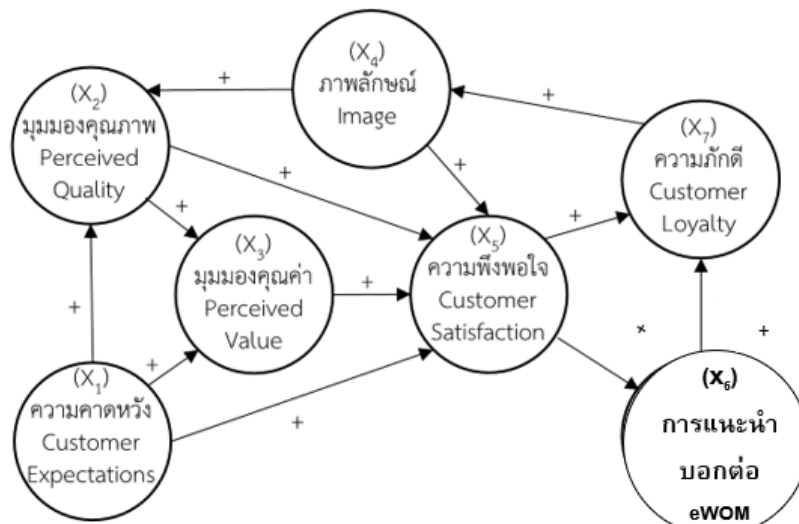 (X₄)
ภาพลักษณ์
Image
(X₂)
มุมมองคุณภาพ
Perceived
Quality
(X₇)
ความภักดี
Customer
Loyalty
(X₃)
มุมมองคุณค่า
Perceived
Value
(X₅)
ความพึงพอใจ
Customer
Satisfaction
(X₁)
ความคาดหวัง
Customer
Expectations
(X₆)
การแนะนำ
บอกต่อ
eWOM
+
+
+
+
+
+
+
+
+
+
+
+